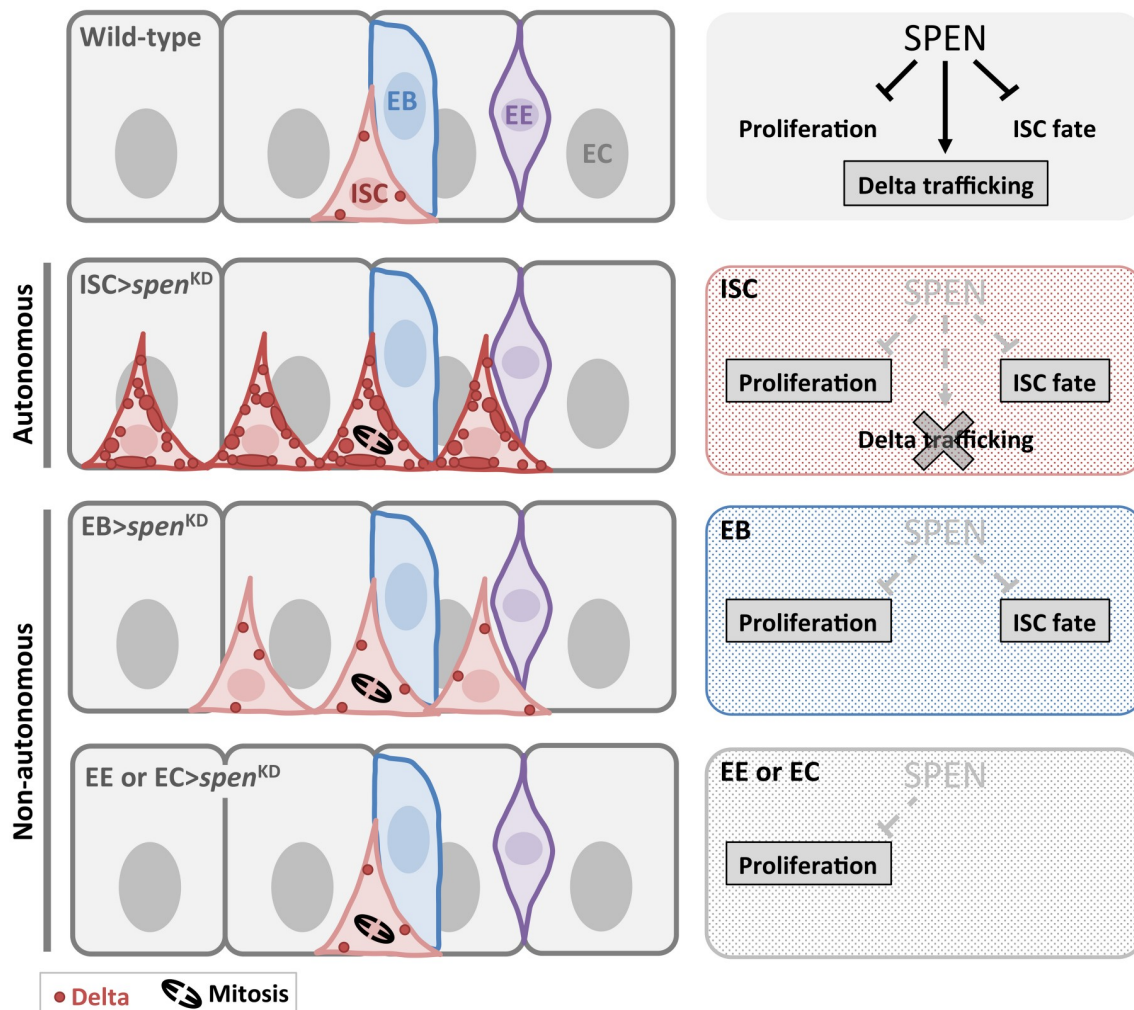 Wild-type
EB
EE
EC
ISC
SPEN
Proliferation
ISC fate
Delta trafficking
Autonomous
ISC>spenKD
ISC
SPEN
Proliferation
ISC fate
Delta trafficking
Non-autonomous
EB>spenKD
EB
SPEN
Proliferation
ISC fate
EE or EC>spenKD
EE or EC
SPEN
Proliferation
Delta
Mitosis